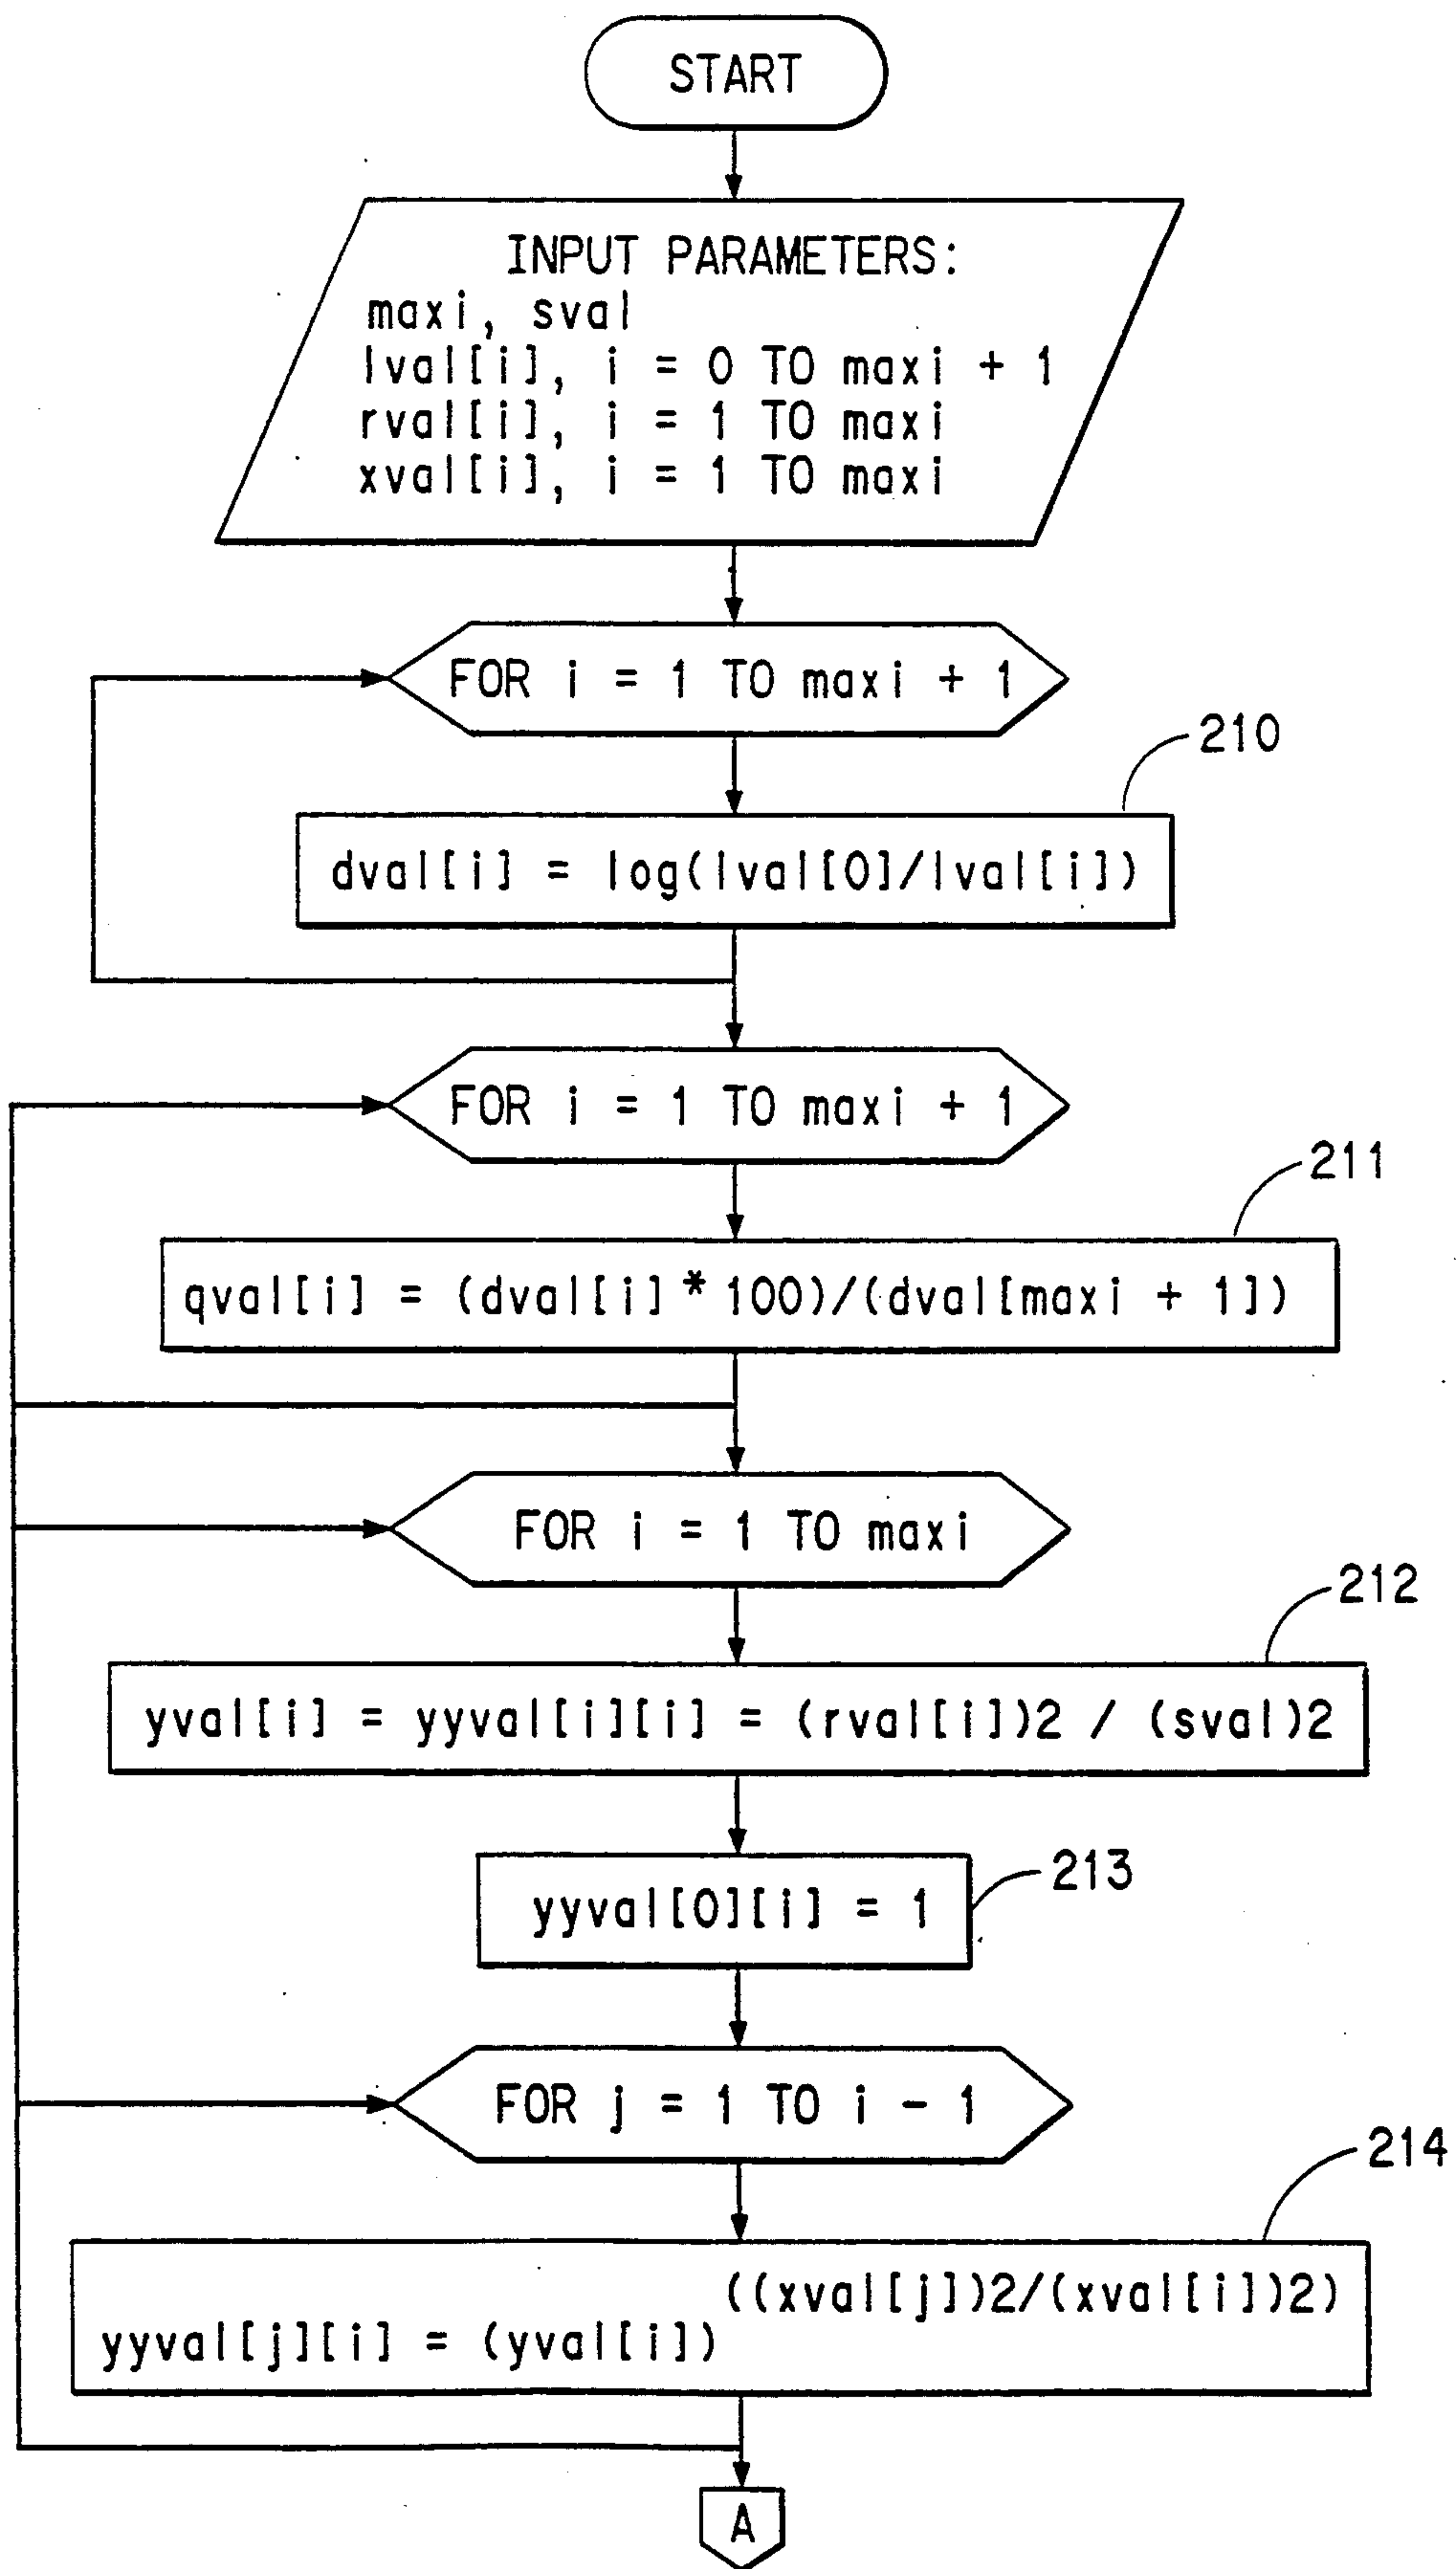 START
INPUT PARAMETERS:
maxi, sval
lval[i], i = 0 TO maxi + 1
rval[i], i = 1 TO maxi
xval[i], i = 1 TO maxi
FOR i = 1 TO maxi + 1
210
dval[i] = log(lval[0]/lval[i])
FOR i = 1 TO maxi + 1
211
qval[i] = (dval[i] * 100)/(dval[maxi + 1])
FOR i = 1 TO maxi
212
yval[i] = yyval[i][i] = (rval[i])2 / (sval)2
213
yyval[0][i] = 1
FOR j = 1 TO i - 1
214
((xval[j])2/(xval[i])2)
yyval[j][i] = (yval[i])
A